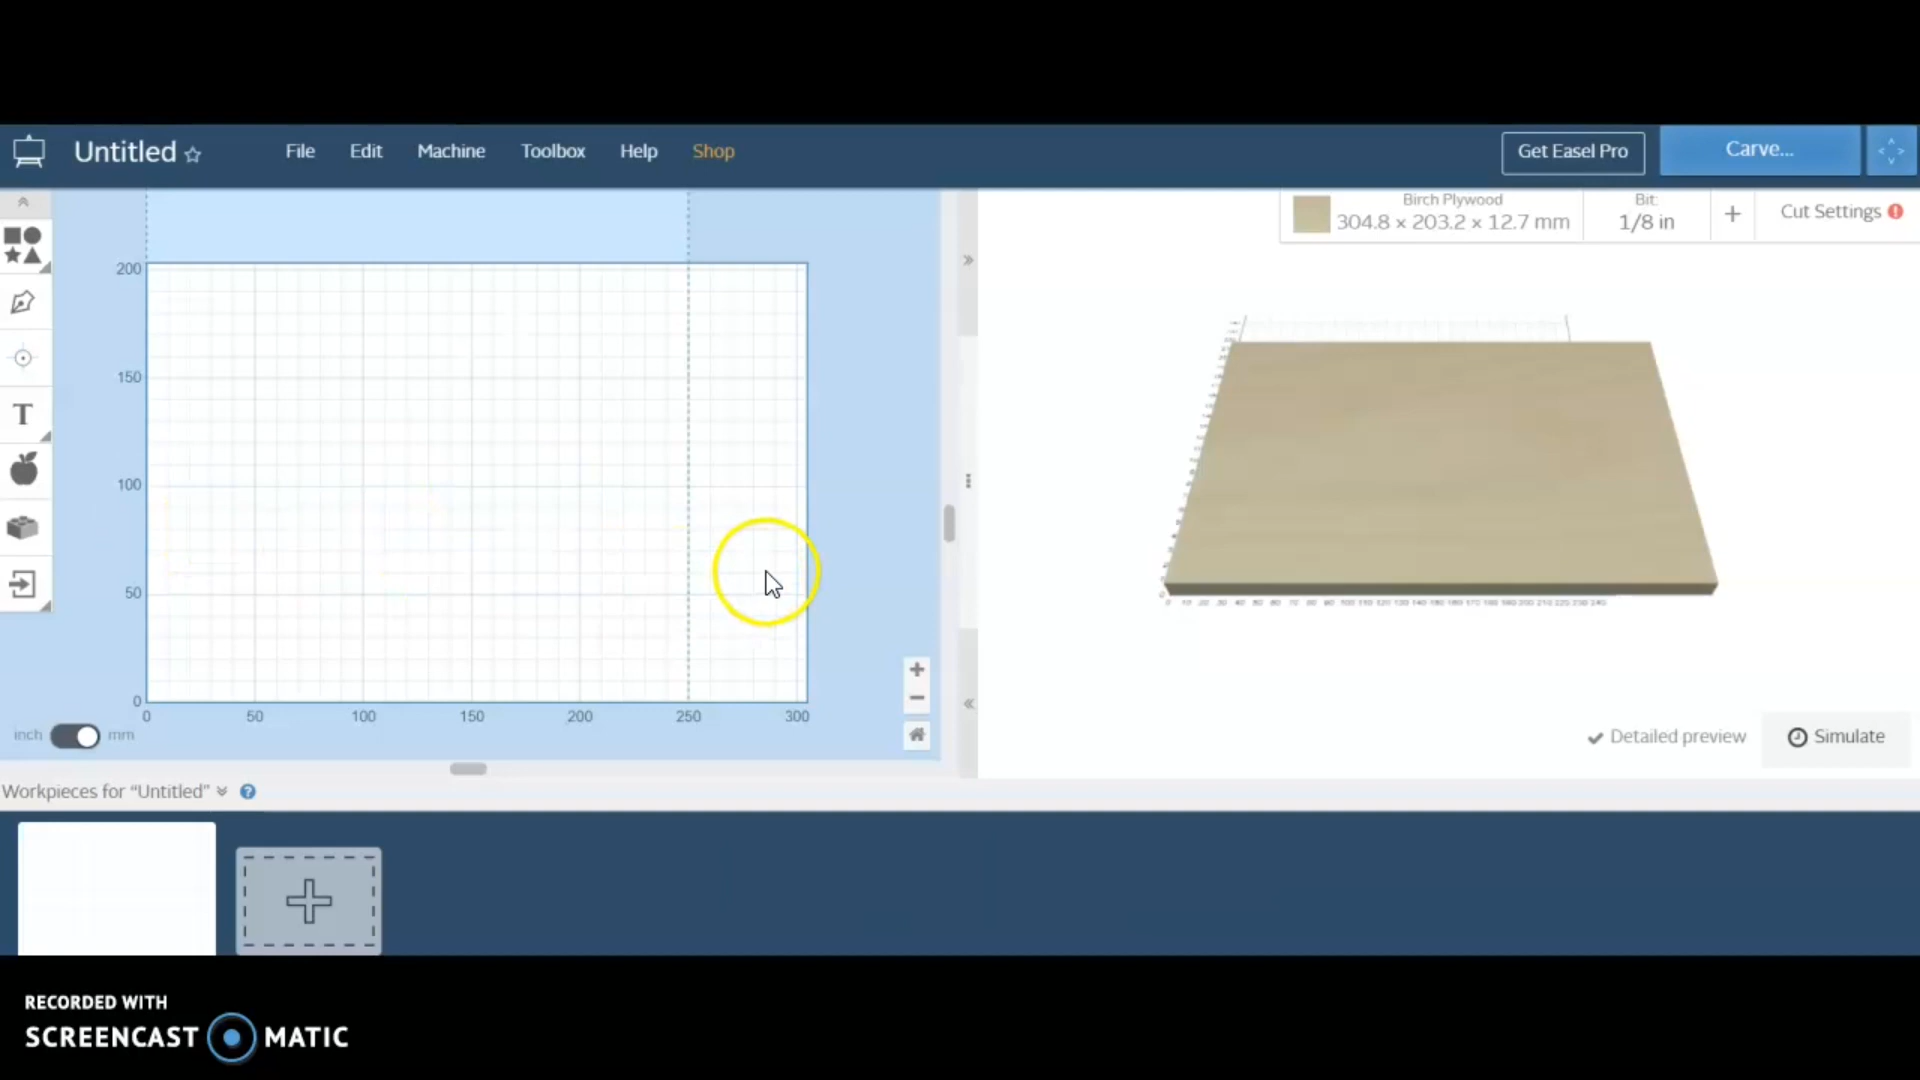 Untitled
File
Edit
Machine
Toolbox
Help
Shop
Get Easel Pro
Carve...
Birch Plywood
304.8 × 203.2 × 12.7 mm
Bit:
1/8 in
+
Cut Settings
T
200
150
100
50
0
0 50 100 150 200 250 300
inch
mm
Detailed preview
Simulate
Workpieces for “Untitled”
?
RECORDED WITH
SCREENCAST MATIC